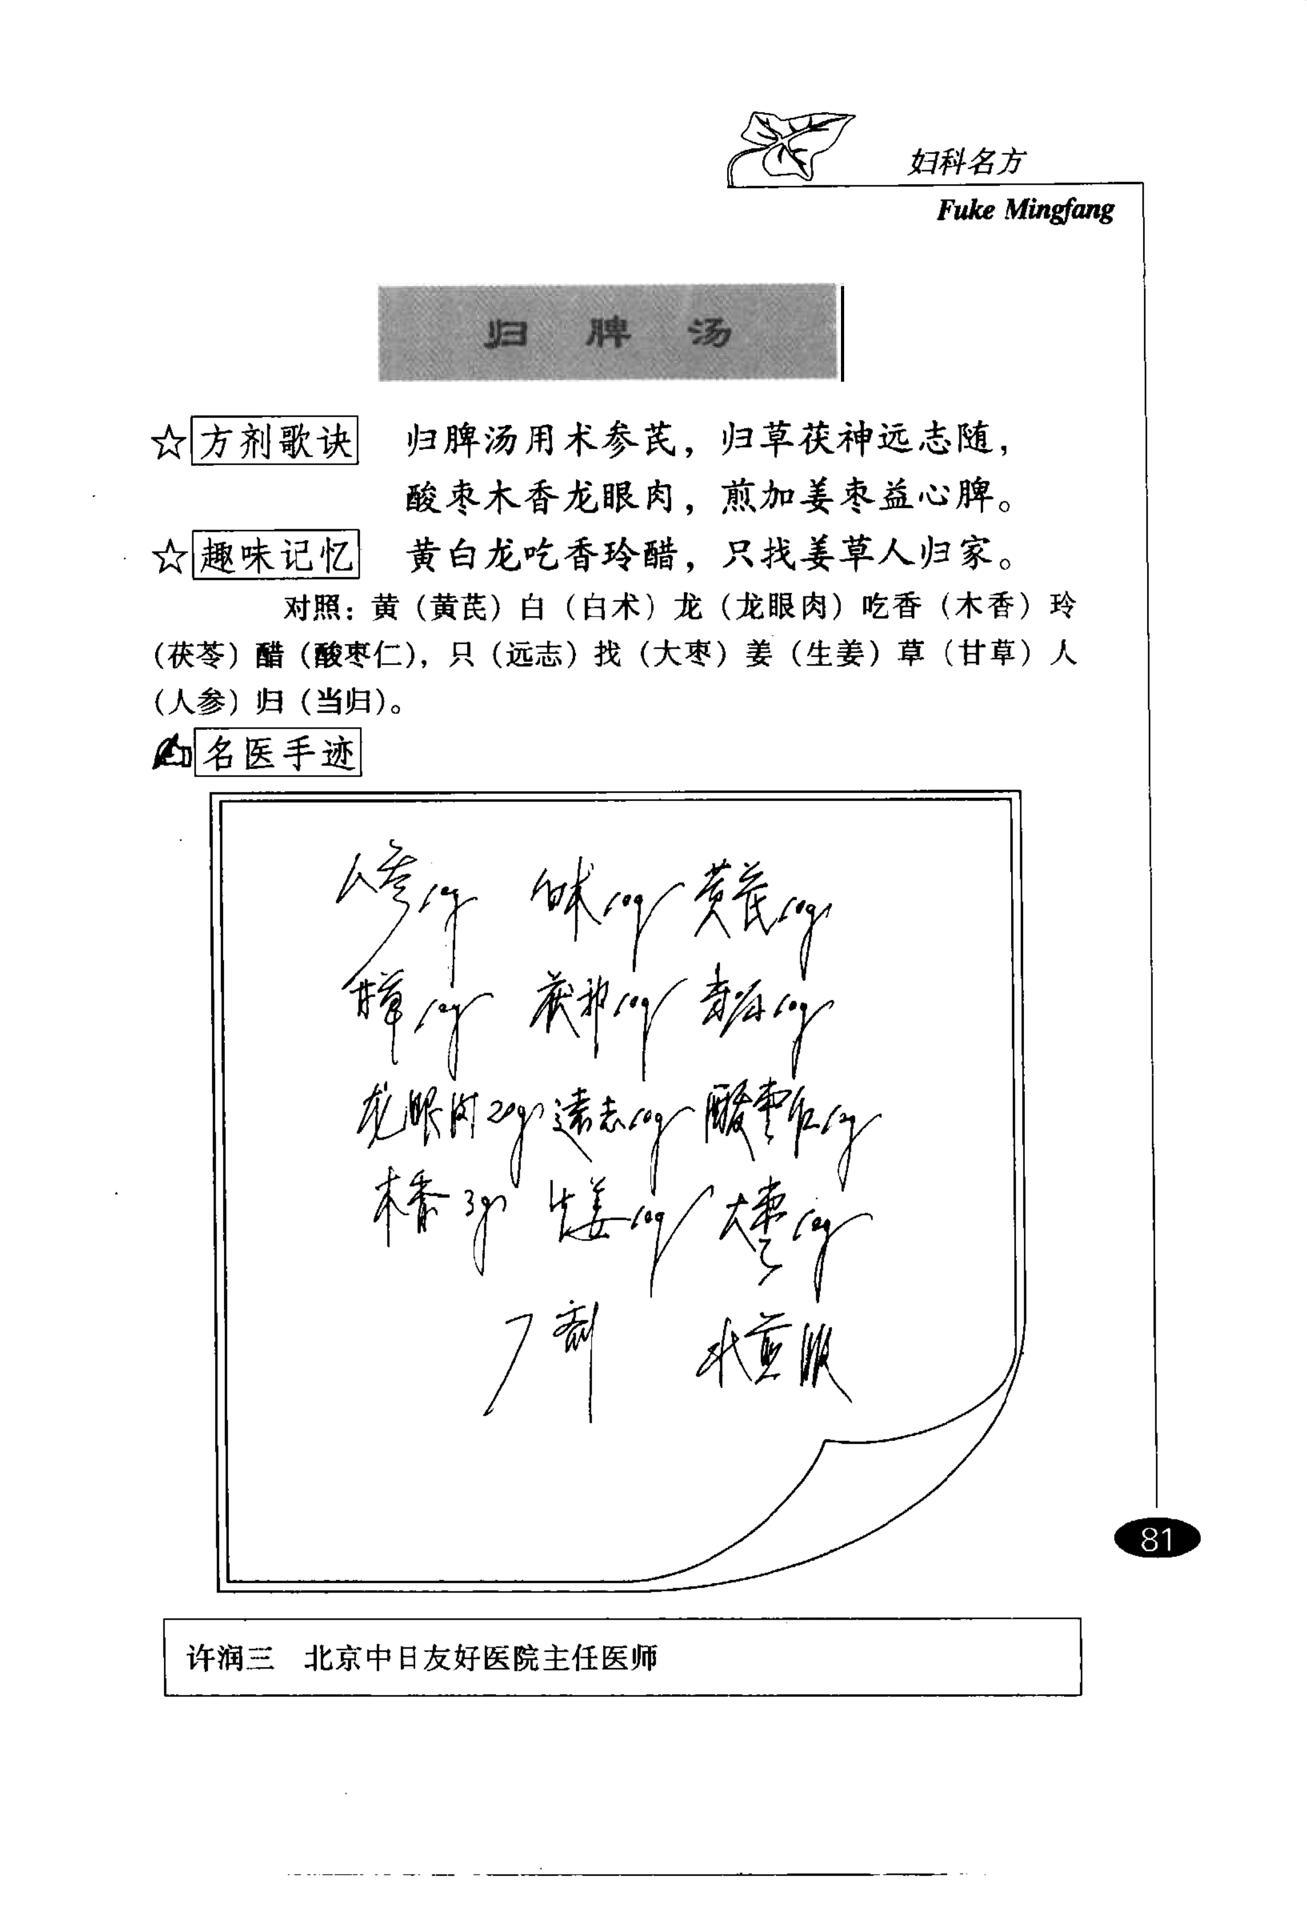 妇科名方
Fuke Mingfang
归脾汤
☆方剂歌诀 归脾汤用术参芪，归草茯神远志随，
酸枣木香龙眼肉，煎加姜枣益心脾。
☆趣味记忆 黄白龙吃香玲醋，只找姜草人归家。
对照：黄（黄芪）白（白术）龙（龙眼肉）吃香（木香）玲
（茯苓）醋（酸枣仁），只（远志）找（大枣）姜（生姜）草（甘草）人
（人参）归（当归）。
名医手迹
人参10g 白术10g 黄芪10g
甘草10g 茯神10g 当归10g
龙眼肉20g 远志10g 酸枣仁10g
木香3g 生姜10g 大枣10g
7剂 水煎服
81
许润三 北京中日友好医院主任医师